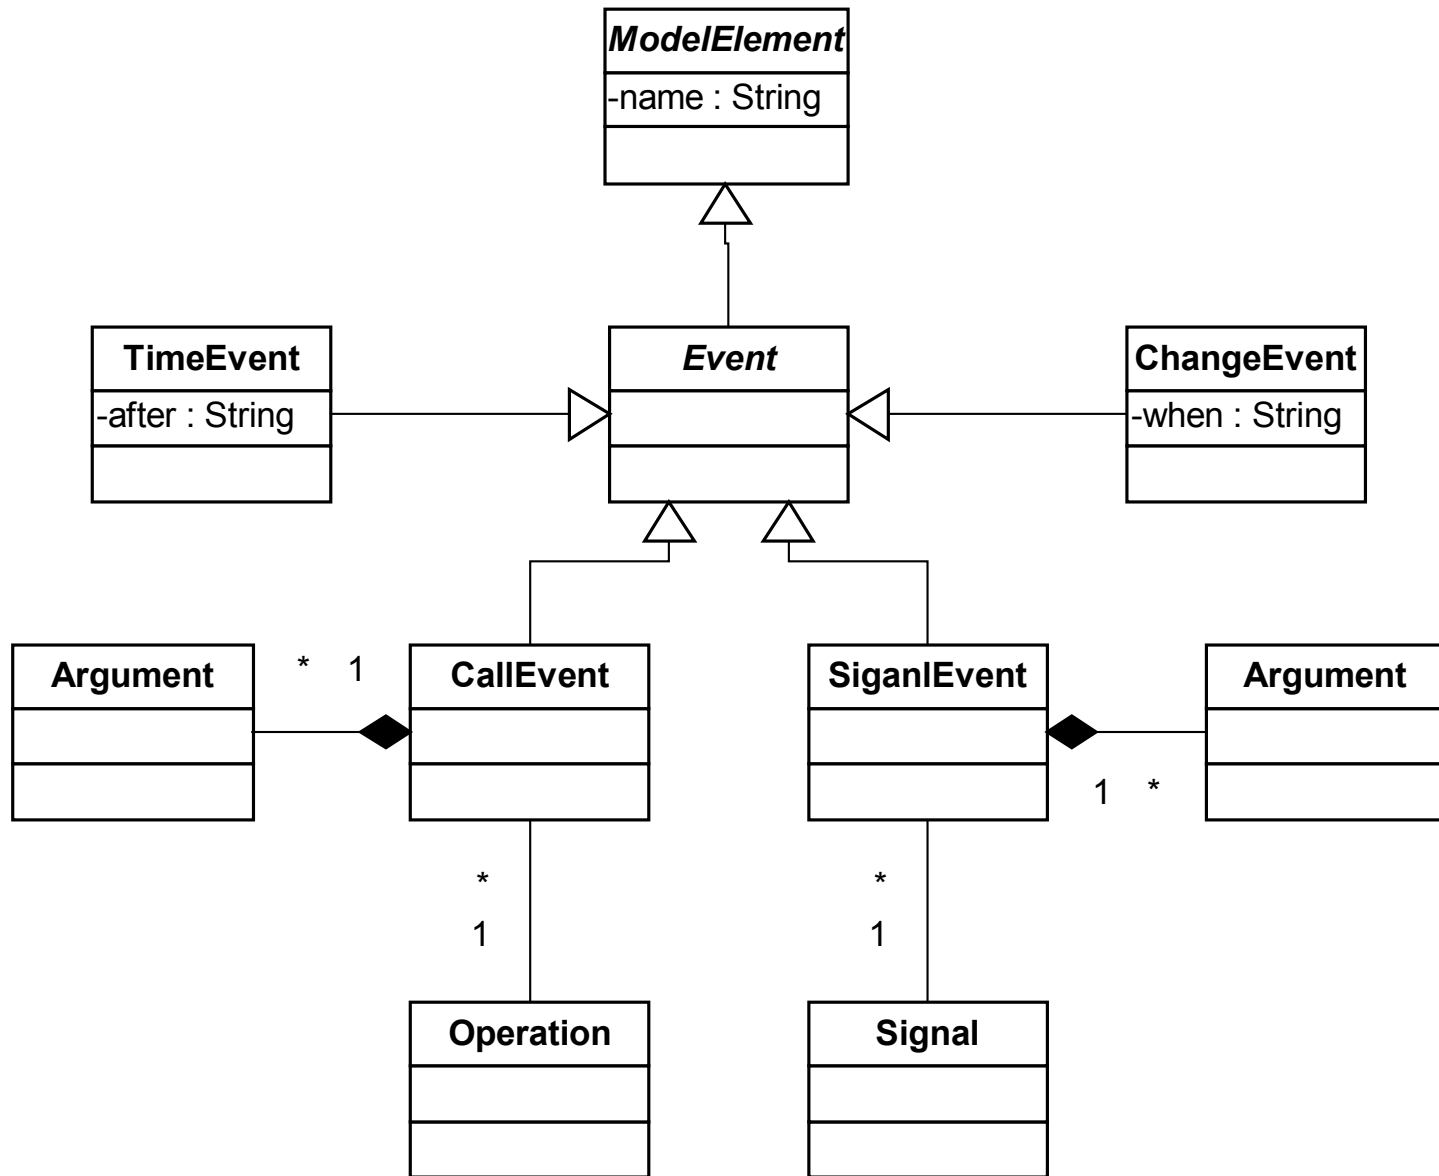 ModelElement
-name : String
TimeEvent
-after : String
Event
ChangeEvent
-when : String
Argument
* 1
CallEvent
SiganlEvent
Argument
1 *
*
1
*
1
Operation
Signal